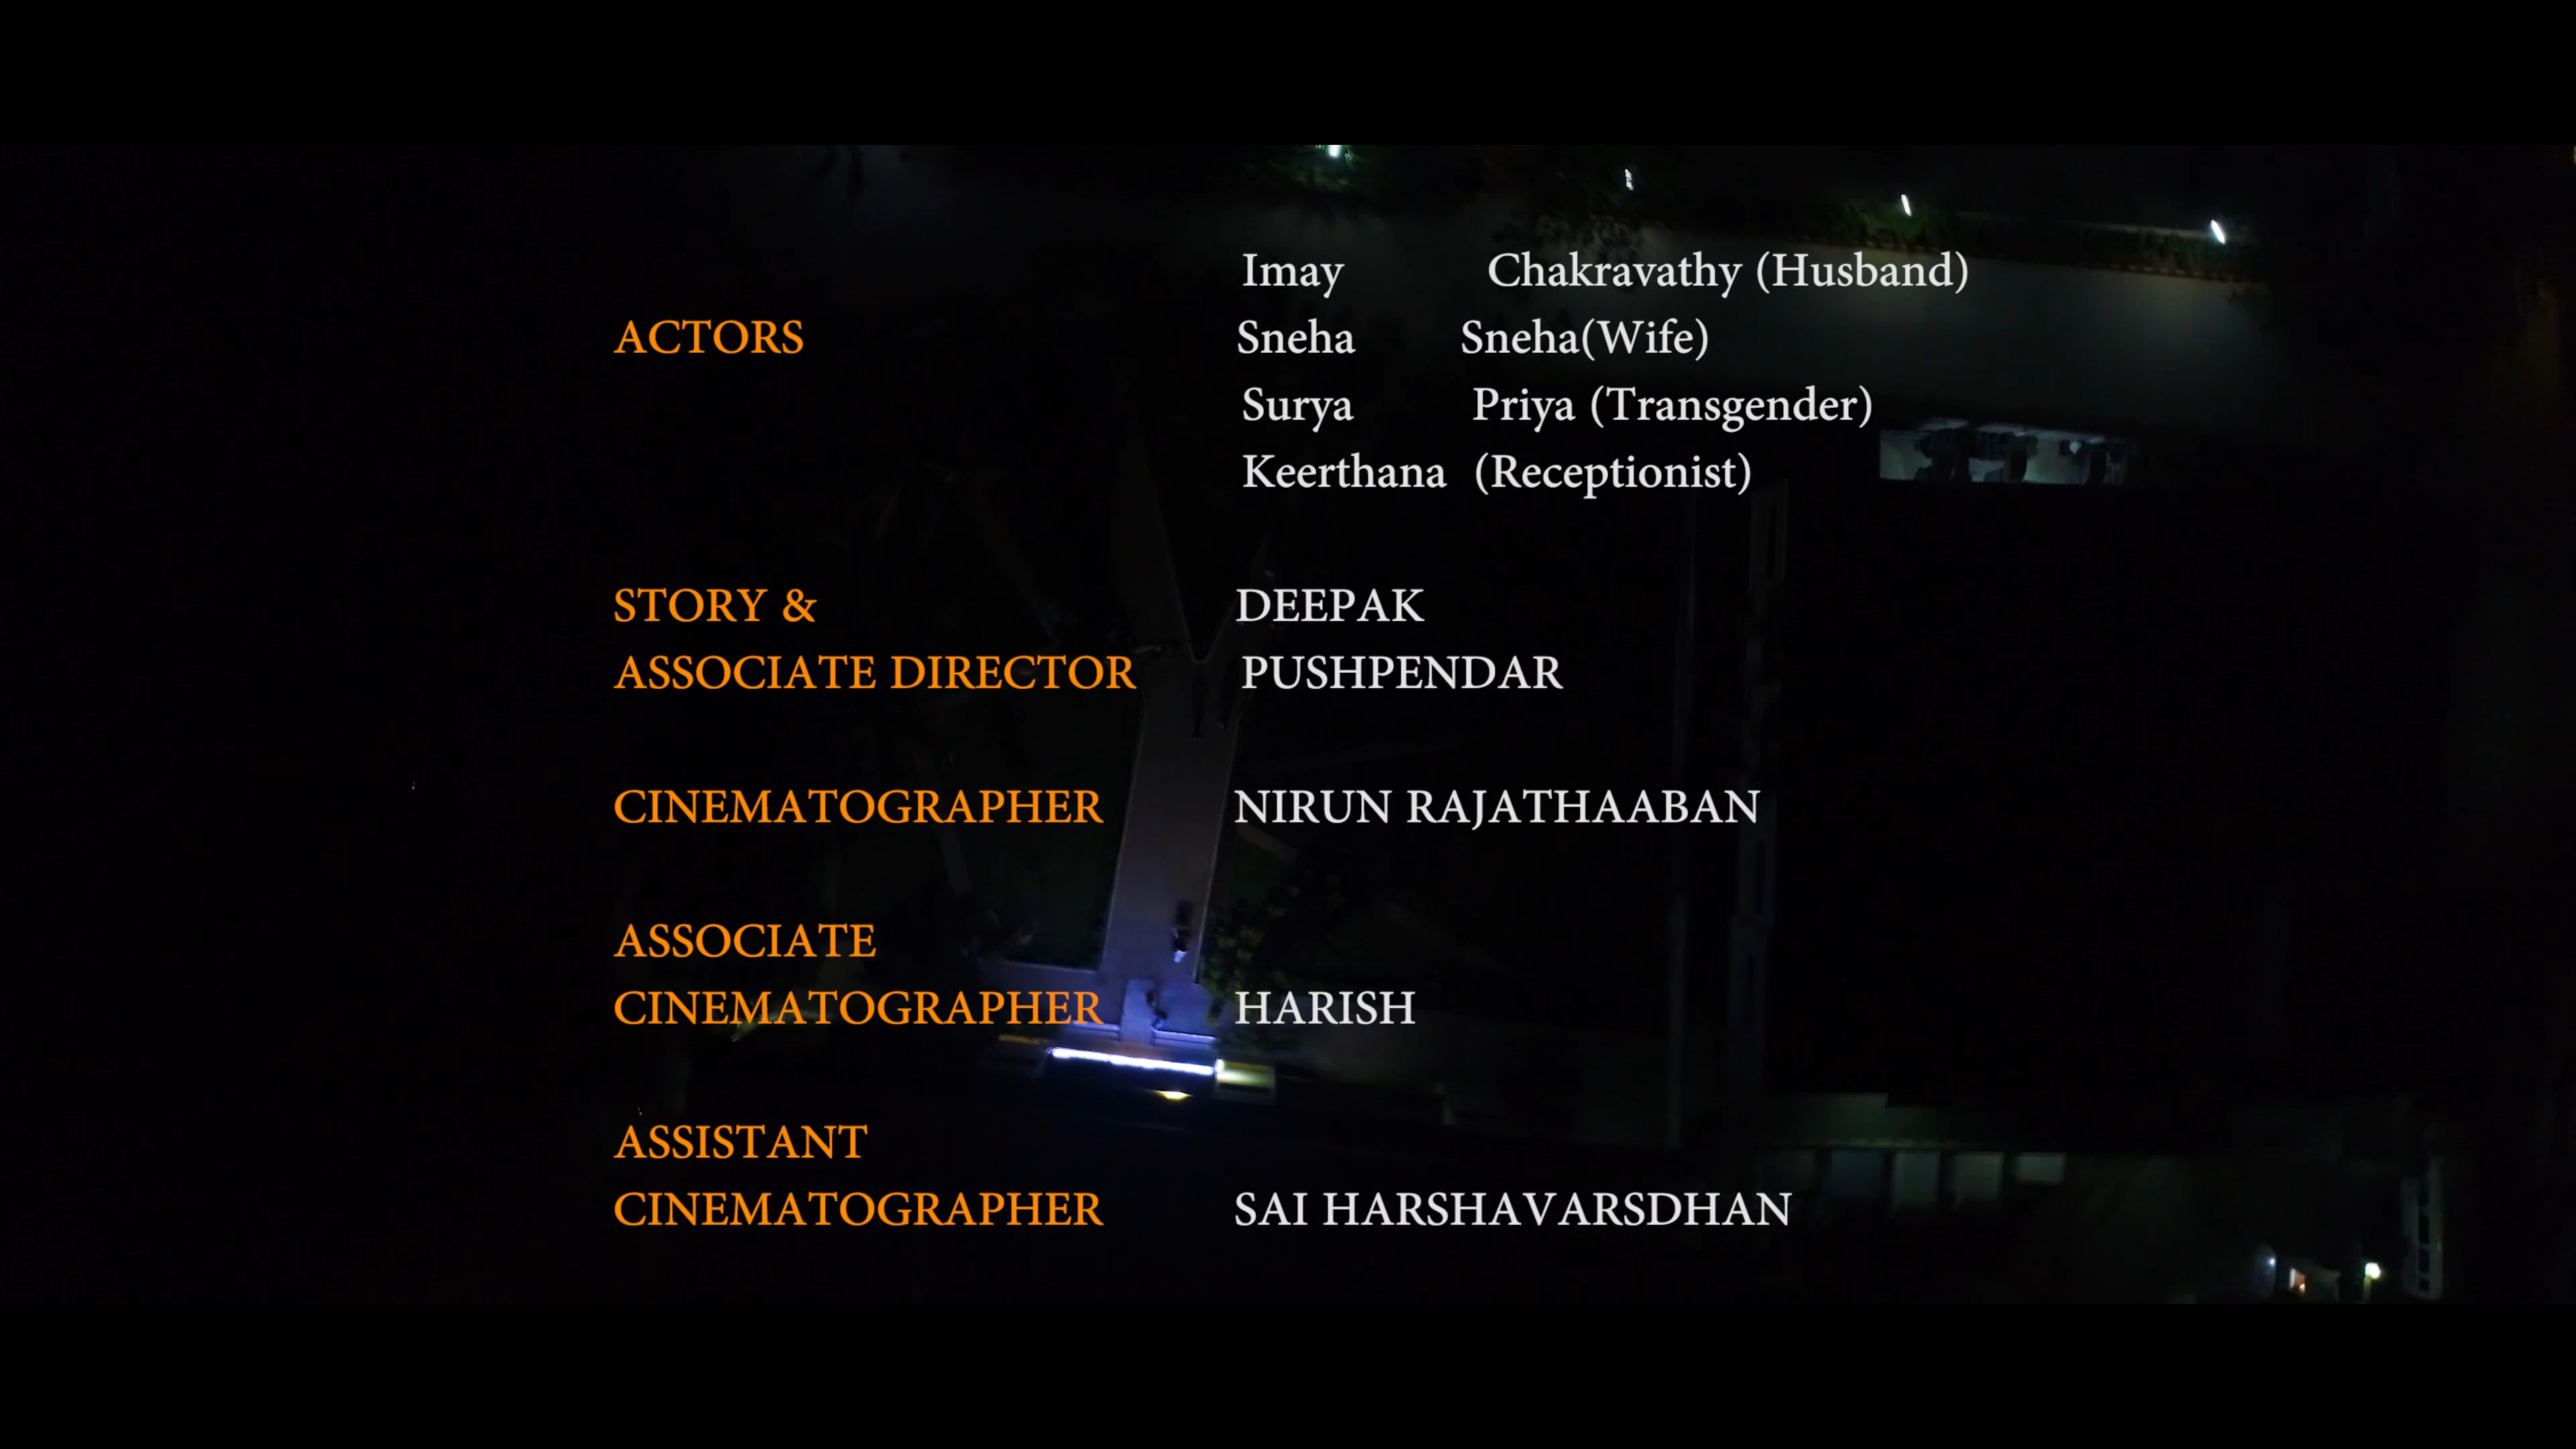 Imay Chakravathy (Husband)
ACTORS Sneha Sneha(Wife)
Surya Priya (Transgender)
Keerthana (Receptionist)
STORY & DEEPAK
ASSOCIATE DIRECTOR PUSHPENDAR
CINEMATOGRAPHER NIRUN RAJATHAABAN
ASSOCIATE
CINEMATOGRAPHER HARISH
ASSISTANT
CINEMATOGRAPHER SAI HARSHAVARSDHAN